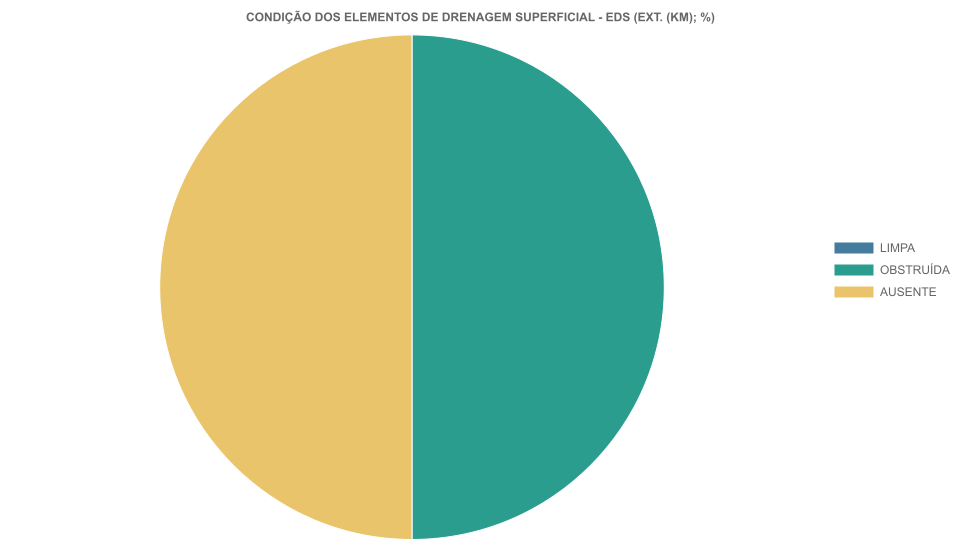 CONDIÇÃO DOS ELEMENTOS DE DRENAGEM SUPERFICIAL - EDS (EXT. (KM); %)
LIMPA
OBSTRUÍDA
AUSENTE